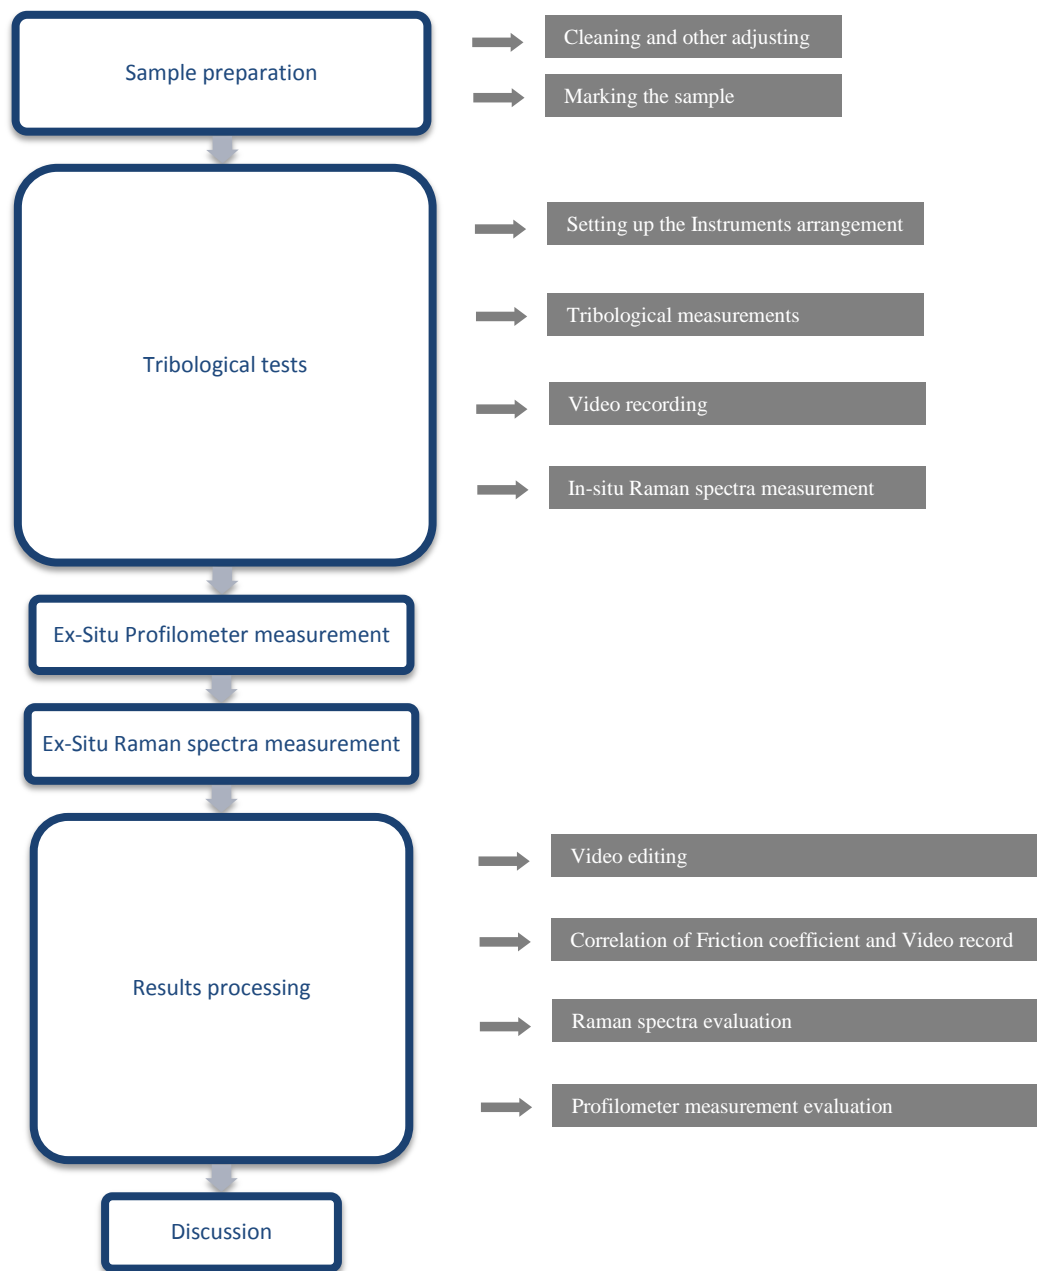 Sample preparation
Cleaning and other adjusting
Marking the sample
Tribological tests
Setting up the Instruments arrangement
Tribological measurements
Video recording
In-situ Raman spectra measurement
Ex-Situ Profilometer measurement
Ex-Situ Raman spectra measurement
Results processing
Video editing
Correlation of Friction coefficient and Video record
Raman spectra evaluation
Profilometer measurement evaluation
Discussion